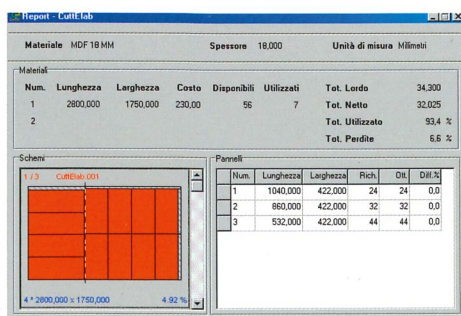 Report - CuttElab
Materiale MDF 18 MM Spessore 18,000 Unità di misura Millimetri
Materiali
Num. Lunghezza Larghezza Costo Disponibili Utilizzati Tot. Lordo 34,300
1 2800,000 1750,000 230,00 56 7 Tot. Netto 32,025
2 Tot. Utilizzato 93,4 %
Tot. Perdite 6,6 %
Schemi Pannelli
1 / 3 CuttElab.001
Num. Lunghezza Larghezza Rich. Ott. Diff.%
1 1040,000 422,000 24 24 0,0
2 860,000 422,000 32 32 0,0
3 532,000 422,000 44 44 0,0
4 * 2800,000 x 1750,000 4.92 %